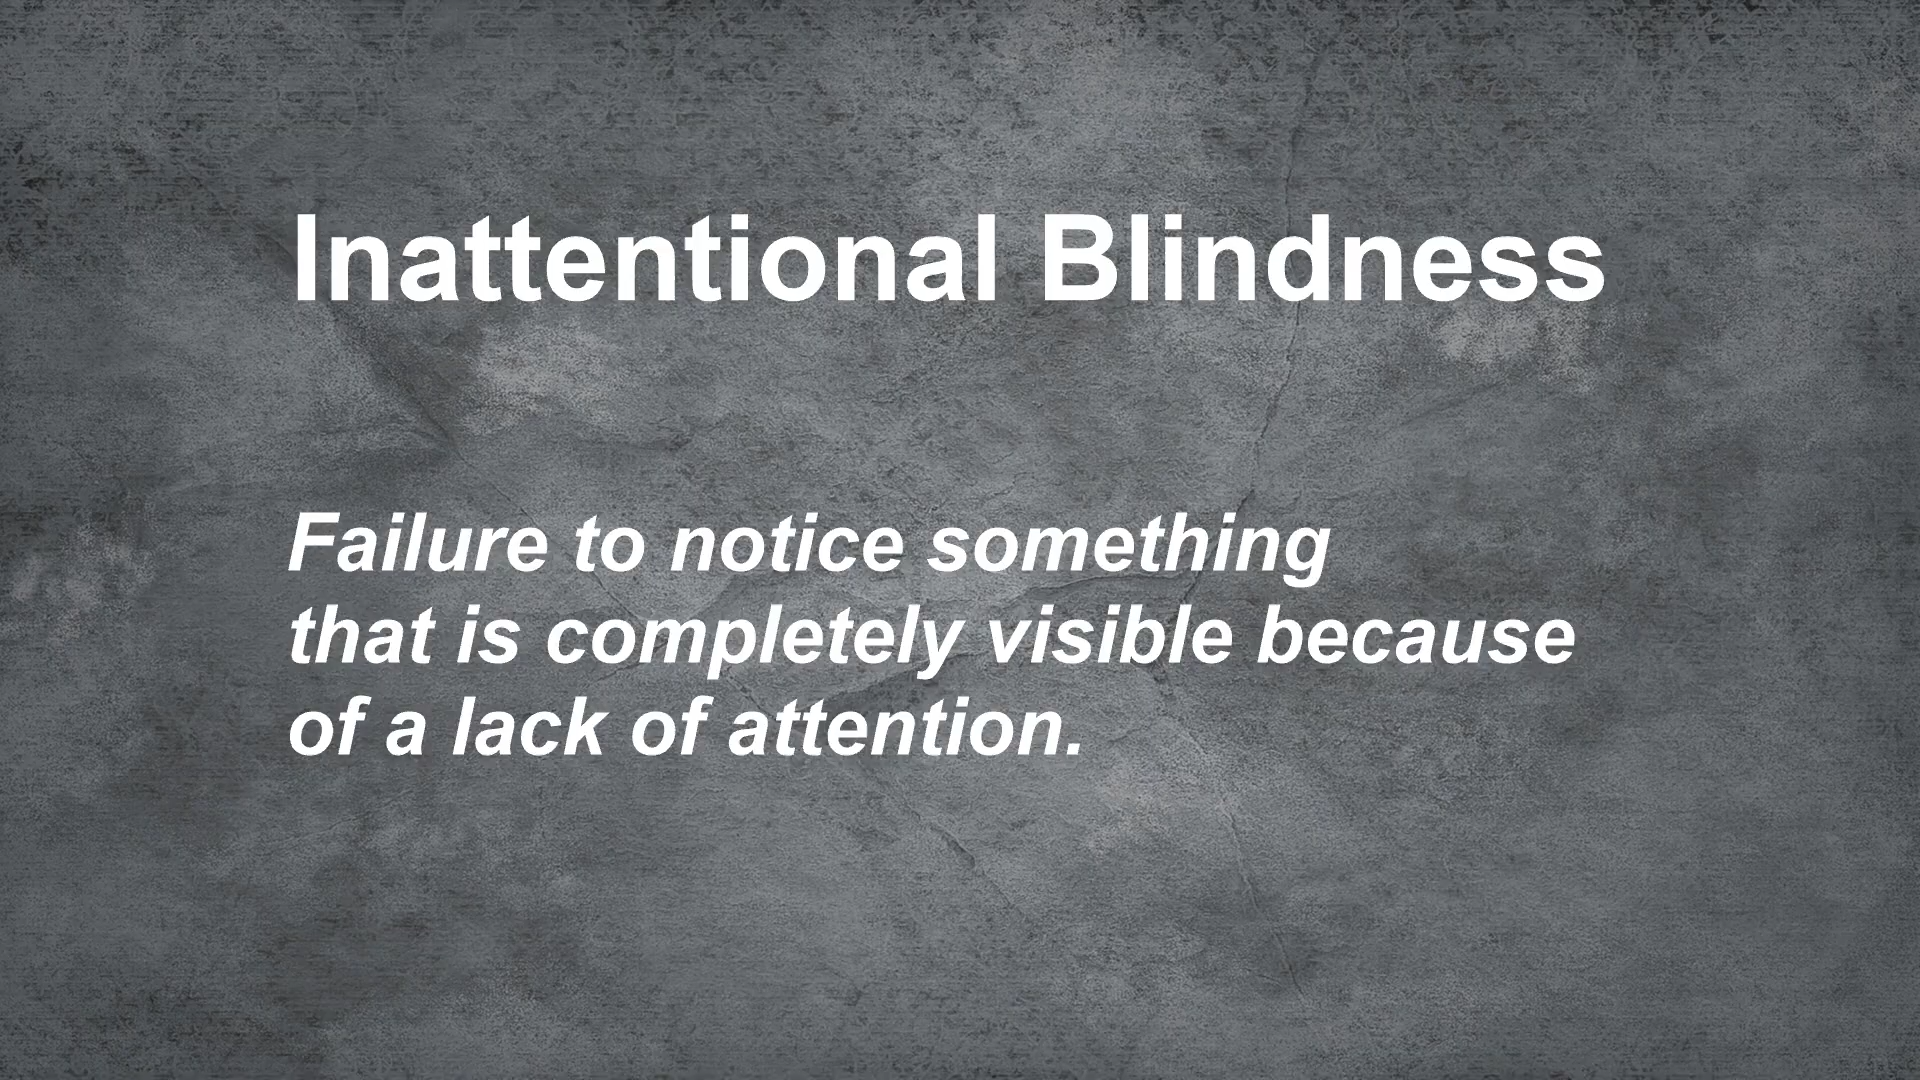 Inattentional Blindness
Failure to notice something
that is completely visible because
of a lack of attention.